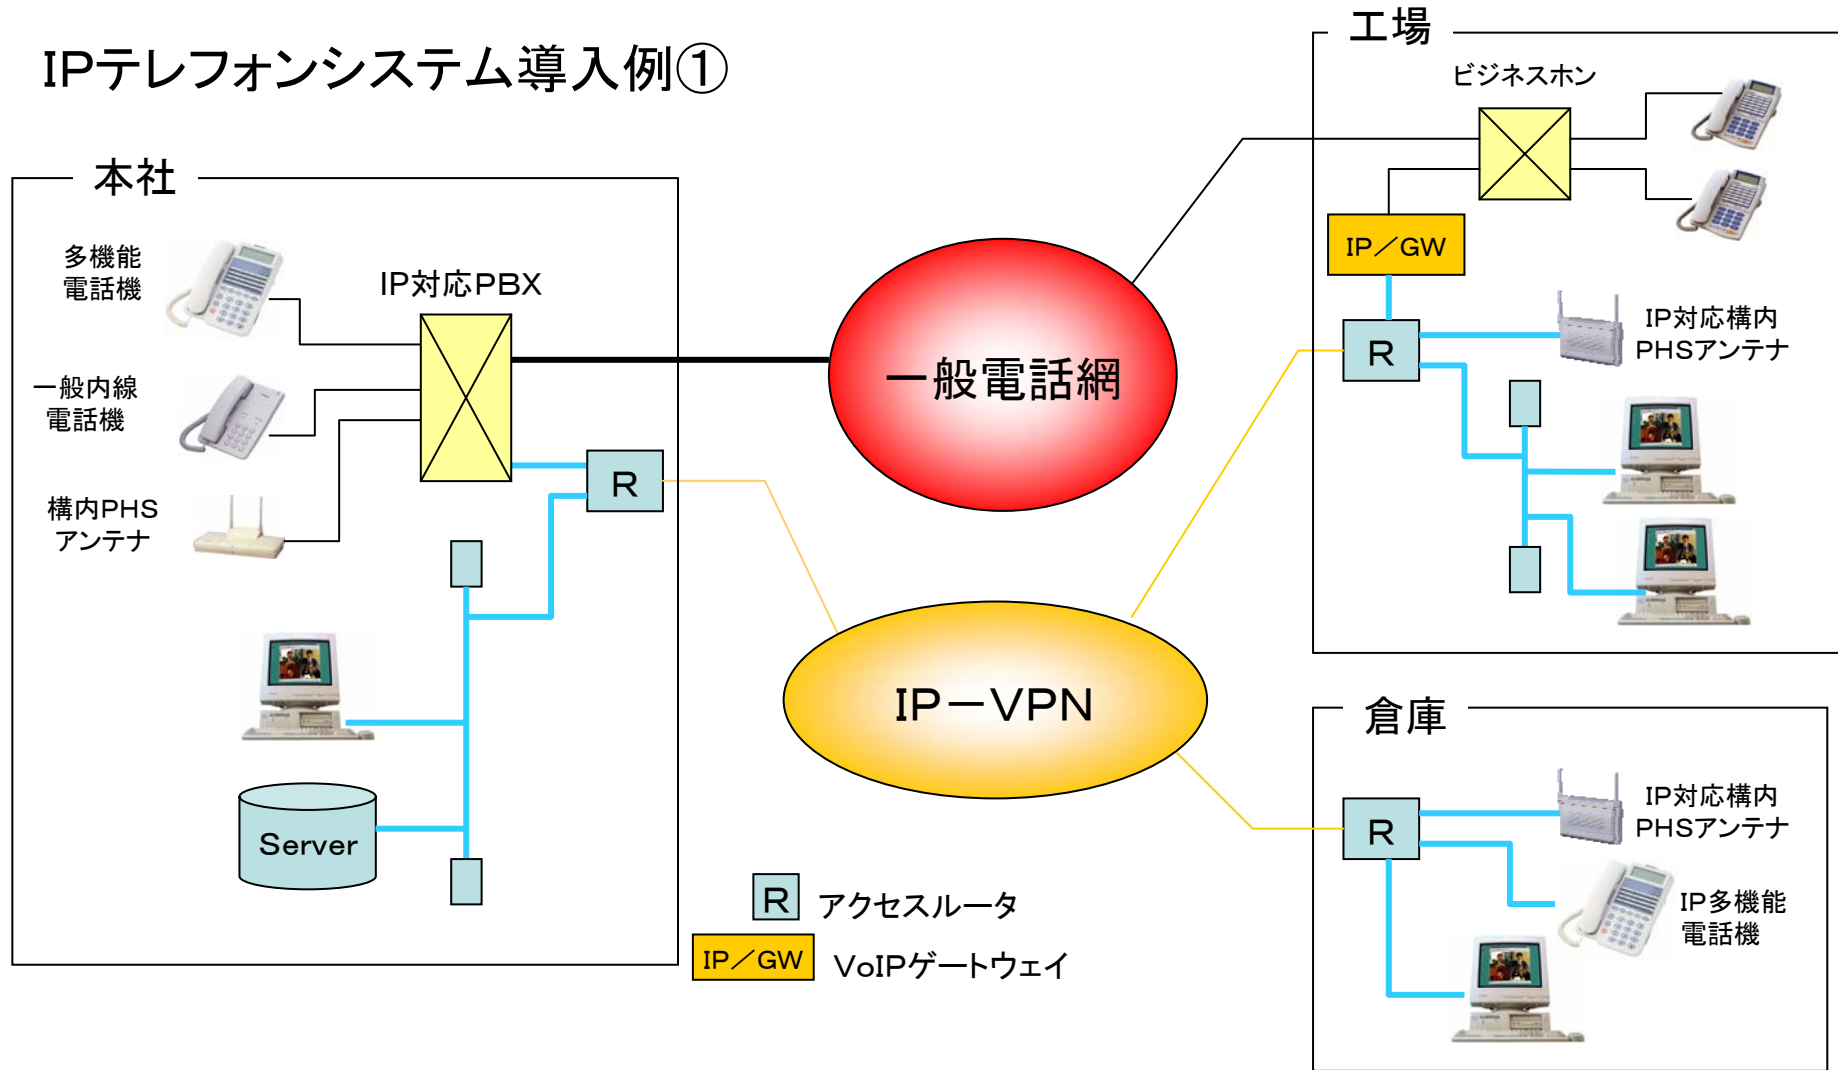 IPテレフォンシステム導入例①
本社
多機能
電話機
IP対応PBX
一般内線
電話機
構内PHS
アンテナ
R
Server
一般電話網
IP－VPN
R アクセスルータ
IP／GW VoIPゲートウェイ
工場
ビジネスホン
IP／GW
R
IP対応構内
PHSアンテナ
倉庫
R
IP対応構内
PHSアンテナ
IP多機能
電話機